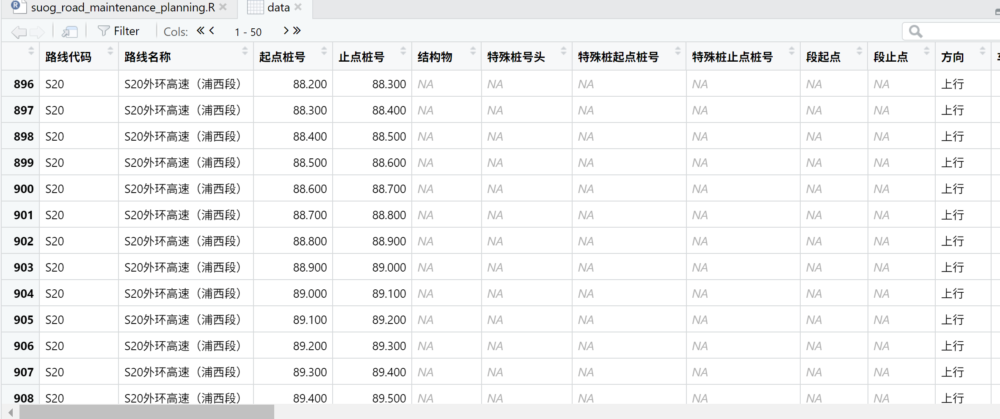 suog_road_maintenance_planning.R data
Filter Cols: 1 - 50
路线代码 路线名称 起点桩号 止点桩号 结构物 特殊桩号头 特殊桩起点桩号 特殊桩止点桩号 段起点 段止点 方向
896 S20 S20外环高速（浦西段） 88.200 88.300 NA NA NA NA NA NA 上行
897 S20 S20外环高速（浦西段） 88.300 88.400 NA NA NA NA NA NA 上行
898 S20 S20外环高速（浦西段） 88.400 88.500 NA NA NA NA NA NA 上行
899 S20 S20外环高速（浦西段） 88.500 88.600 NA NA NA NA NA NA 上行
900 S20 S20外环高速（浦西段） 88.600 88.700 NA NA NA NA NA NA 上行
901 S20 S20外环高速（浦西段） 88.700 88.800 NA NA NA NA NA NA 上行
902 S20 S20外环高速（浦西段） 88.800 88.900 NA NA NA NA NA NA 上行
903 S20 S20外环高速（浦西段） 88.900 89.000 NA NA NA NA NA NA 上行
904 S20 S20外环高速（浦西段） 89.000 89.100 NA NA NA NA NA NA 上行
905 S20 S20外环高速（浦西段） 89.100 89.200 NA NA NA NA NA NA 上行
906 S20 S20外环高速（浦西段） 89.200 89.300 NA NA NA NA NA NA 上行
907 S20 S20外环高速（浦西段） 89.300 89.400 NA NA NA NA NA NA 上行
908 S20 S20外环高速（浦西段） 89.400 89.500 NA NA NA NA NA NA 上行